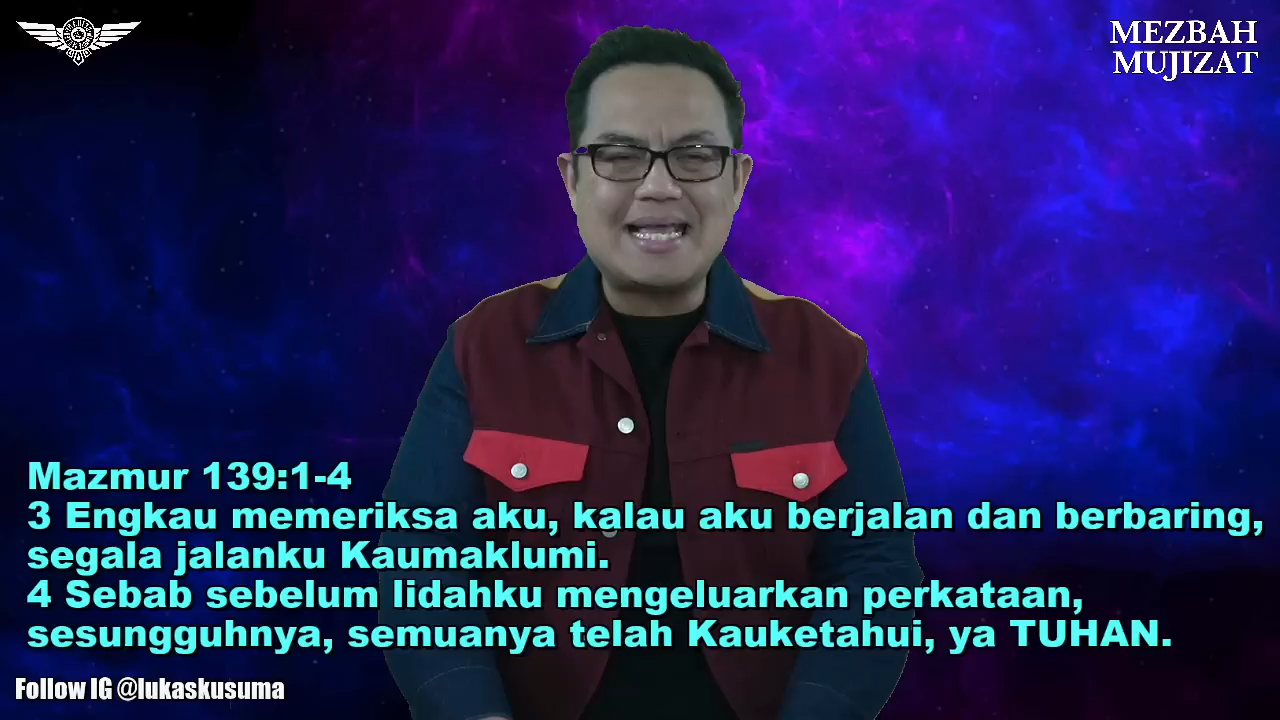 MEZBAH
MUJIZAT
Mazmur 139:1-4
3 Engkau memeriksa aku, kalau aku berjalan dan berbaring,
segala jalanku Kaumaklumi.
4 Sebab sebelum lidahku mengeluarkan perkataan,
sesungguhnya, semuanya telah Kauketahui, ya TUHAN.
Follow IG @lukaskusuma